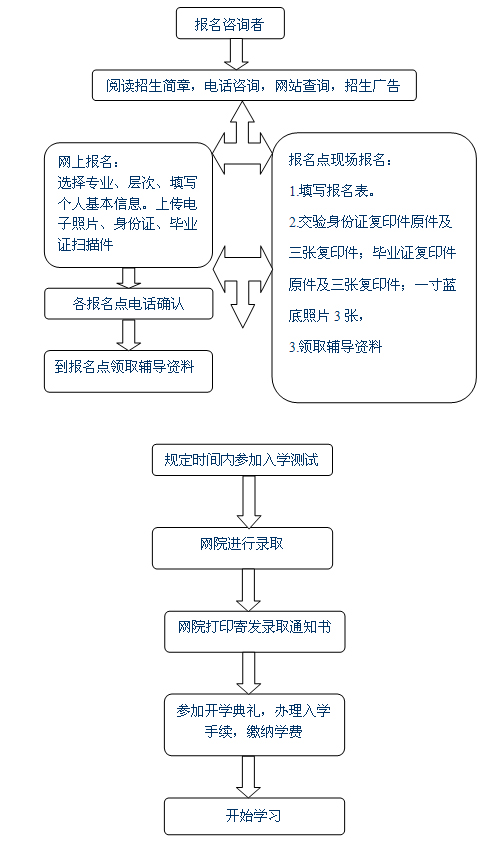 报名咨询者
阅读招生简章，电话咨询，网站查询，招生广告
网上报名：
选择专业、层次、填写
个人基本信息。上传电
子照片、身份证、毕业
证扫描件
各报名点电话确认
到报名点领取辅导资料
报名点现场报名：
1.填写报名表。
2.交验身份证复印件原件及
三张复印件；毕业证复印件
原件及三张复印件；一寸蓝
底照片 3 张，
3.领取辅导资料
规定时间内参加入学测试
网院进行录取
网院打印寄发录取通知书
参加开学典礼，办理入学
手续，缴纳学费
开始学习